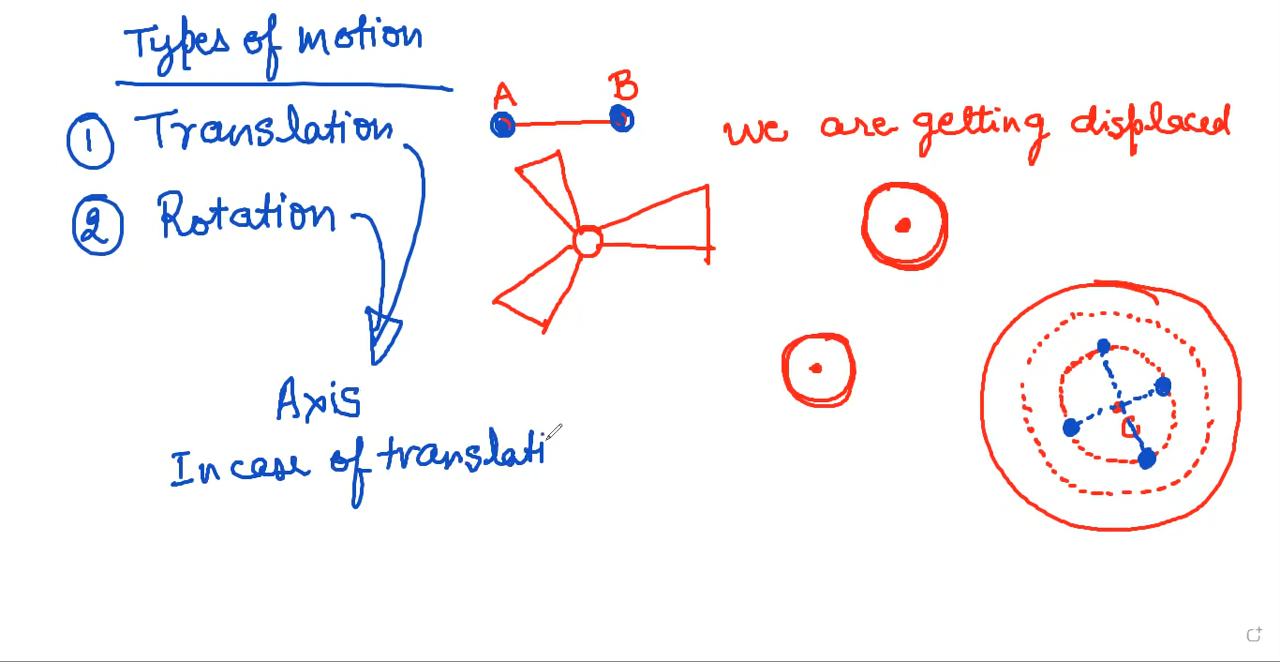 Types of motion
1 Translation
2 Rotation
A B
we are getting displaced
Axis
In case of translati